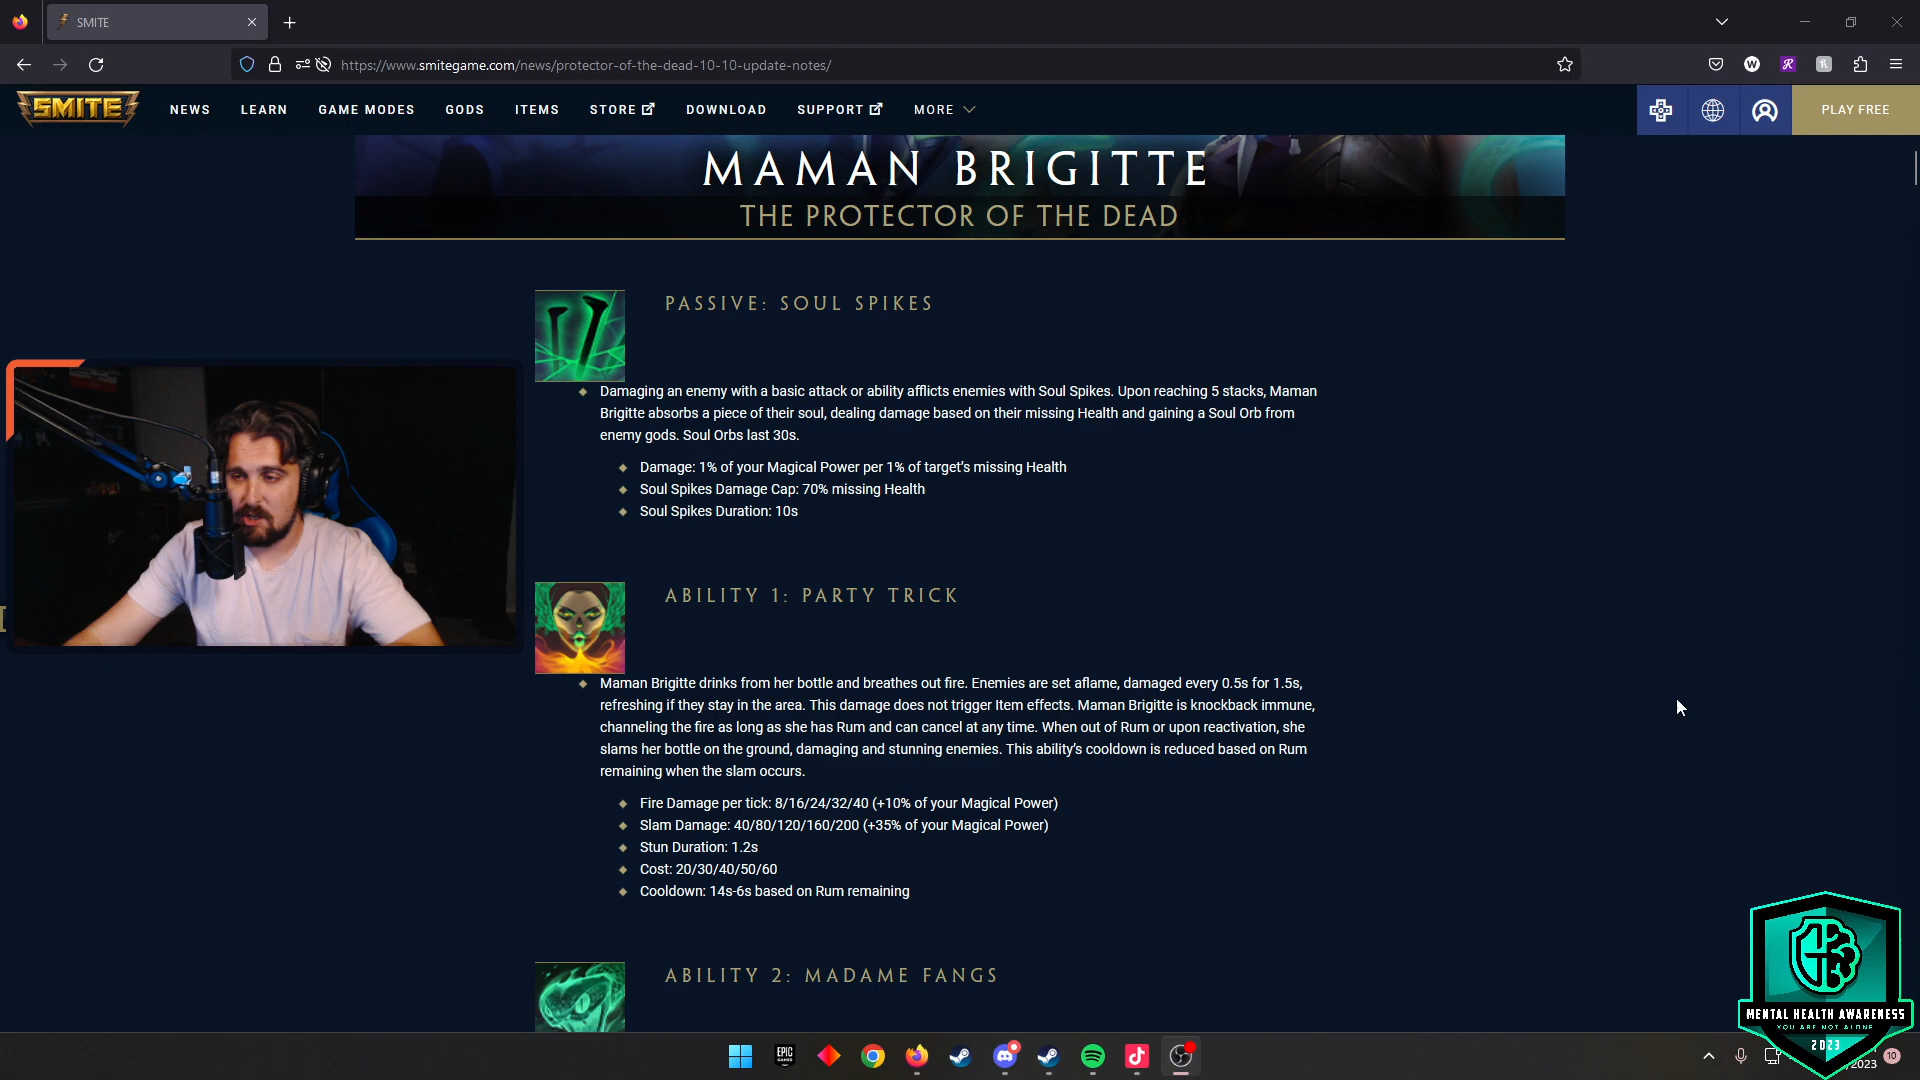 SMITE
https://www.smitegame.com/news/protector-of-the-dead-10-10-update-notes/
SMITE
NEWS
LEARN
GAME MODES
GODS
ITEMS
STORE
DOWNLOAD
SUPPORT
MORE
PLAY FREE
MAMAN BRIGITTE
THE PROTECTOR OF THE DEAD
PASSIVE: SOUL SPIKES
Damaging an enemy with a basic attack or ability afflicts enemies with Soul Spikes. Upon reaching 5 stacks, Maman
Brigitte absorbs a piece of their soul, dealing damage based on their missing Health and gaining a Soul Orb from
enemy gods. Soul Orbs last 30s.
Damage: 1% of your Magical Power per 1% of target's missing Health
Soul Spikes Damage Cap: 70% missing Health
Soul Spikes Duration: 10s
ABILITY 1: PARTY TRICK
Maman Brigitte drinks from her bottle and breathes out fire. Enemies are set aflame, damaged every 0.5s for 1.5s,
refreshing if they stay in the area. This damage does not trigger Item effects. Maman Brigitte is knockback immune,
channeling the fire as long as she has Rum and can cancel at any time. When out of Rum or upon reactivation, she
slams her bottle on the ground, damaging and stunning enemies. This ability's cooldown is reduced based on Rum
remaining when the slam occurs.
Fire Damage per tick: 8/16/24/32/40 (+10% of your Magical Power)
Slam Damage: 40/80/120/160/200 (+35% of your Magical Power)
Stun Duration: 1.2s
Cost: 20/30/40/50/60
Cooldown: 14s-6s based on Rum remaining
ABILITY 2: MADAME FANGS
MENTAL HEALTH AWARENESS
YOU ARE NOT ALONE
2023
EPIC
GAMES
2023
10